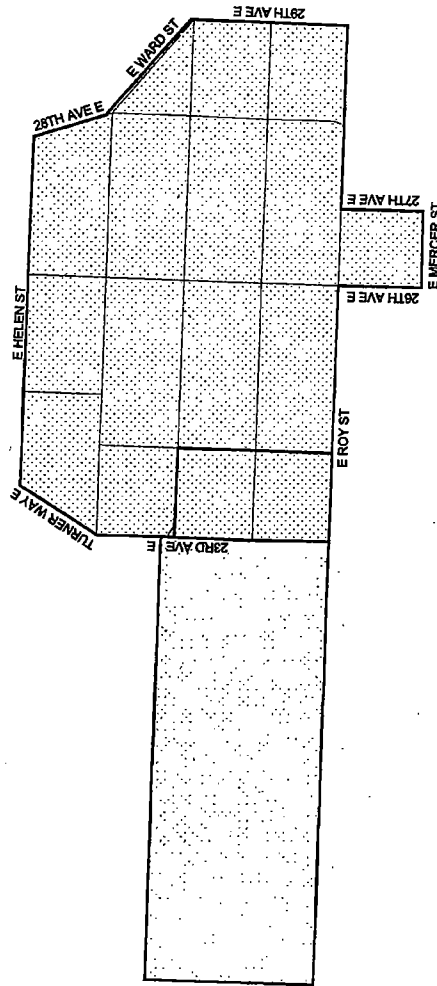 29TH AVE E
E WARD ST
28TH AVE E
E HELEN ST
27TH AVE E
E MERCER ST
26TH AVE E
E ROY ST
TURNER WAY E
23RD AVE E